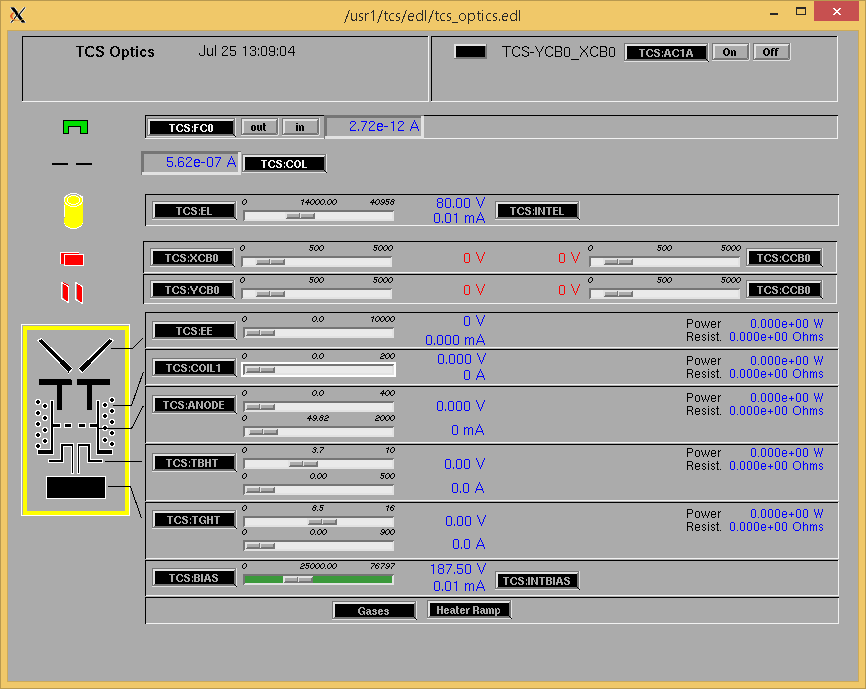 /usr1/tcs/edl/tcs_optics.edl
TCS Optics Jul 25 13:09:04 TCS-YCB0_XCB0 TCS:AC1A On Off
TCS:FC0 out in 2.72e-12 A
5.62e-07 A TCS:COL
0 14000.00 40958
TCS:EL 80.00 V TCS:INTEL
0.01 mA
0 500 5000 0 500 5000
TCS:XCB0 0 V 0 V TCS:CCB0
0 500 5000 0 500 5000
TCS:YCB0 0 V 0 V TCS:CCB0
0 0.0 10000 0 V Power 0.000e+00 W
TCS:EE 0.000 mA Resist. 0.000e+00 Ohms
0 0.0 200 0.000 V Power 0.000e+00 W
TCS:COIL1 0 A Resist. 0.000e+00 Ohms
0 0.0 400 Power 0.000e+00 W
TCS:ANODE 0.000 V Resist. 0.000e+00 Ohms
0 49.82 2000
0 mA
0 3.7 10 Power 0.000e+00 W
TCS:TBHT 0.00 V Resist. 0.000e+00 Ohms
0 0.00 500
0.0 A
0 8.5 16 Power 0.000e+00 W
TCS:TGHT 0.00 V Resist. 0.000e+00 Ohms
0 0.00 900
0.0 A
0 25000.00 76797 187.50 V
TCS:BIAS 0.01 mA TCS:INTBIAS
Gases Heater Ramp